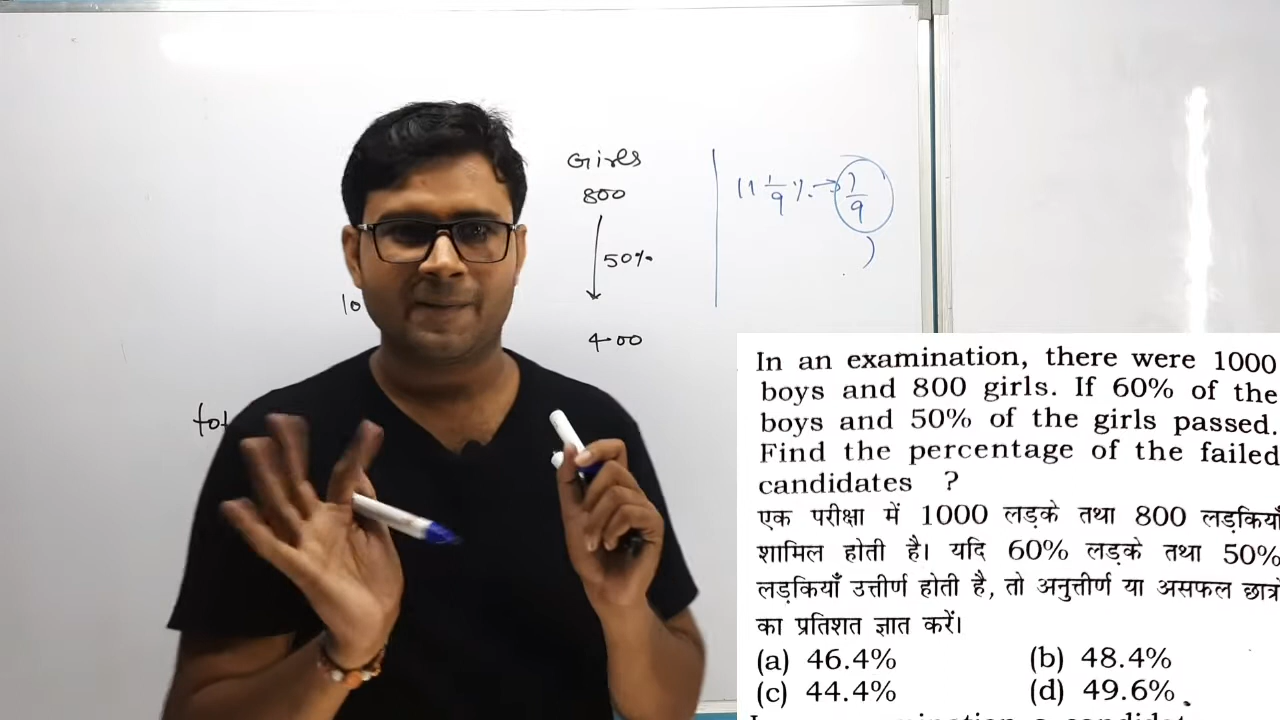 Girls
800
50%
400
10
tot
11 1/9 % → 1/9
In an examination, there were 1000
boys and 800 girls. If 60% of the
boys and 50% of the girls passed.
Find the percentage of the failed
candidates ?
एक परीक्षा में 1000 लड़के तथा 800 लड़कियाँ
शामिल होती है। यदि 60% लड़के तथा 50%
लड़कियाँ उत्तीर्ण होती है, तो अनुत्तीर्ण या असफल छात्रो
का प्रतिशत ज्ञात करें।
(a) 46.4% (b) 48.4%
(c) 44.4% (d) 49.6%